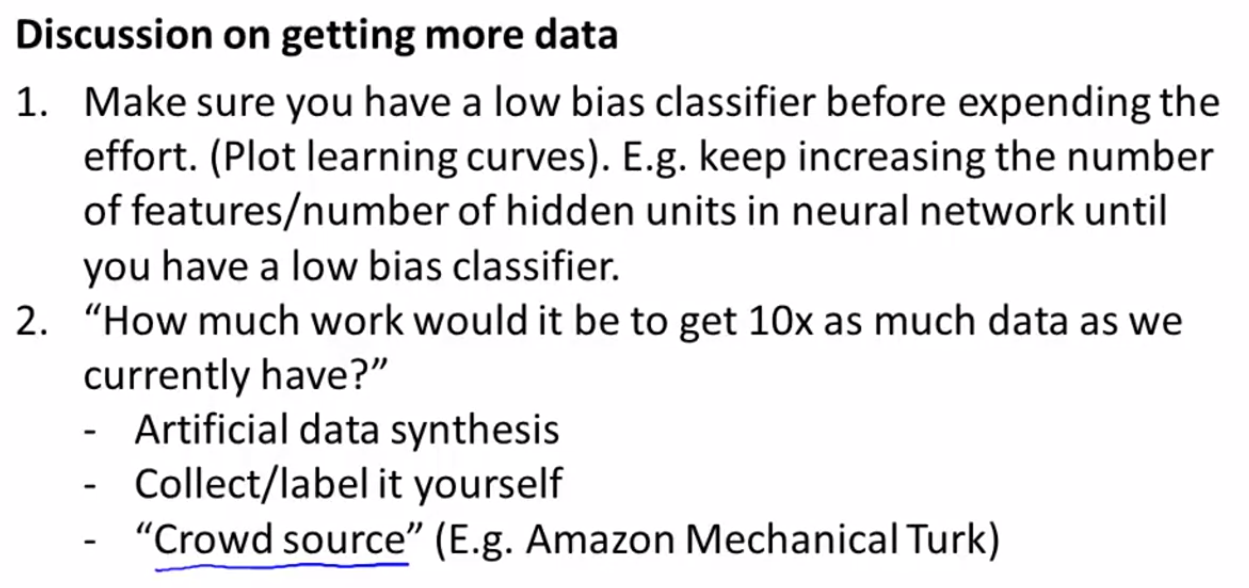 Discussion on getting more data
1. Make sure you have a low bias classifier before expending the
effort. (Plot learning curves). E.g. keep increasing the number
of features/number of hidden units in neural network until
you have a low bias classifier.
2. “How much work would it be to get 10x as much data as we
currently have?”
- Artificial data synthesis
- Collect/label it yourself
- “Crowd source” (E.g. Amazon Mechanical Turk)